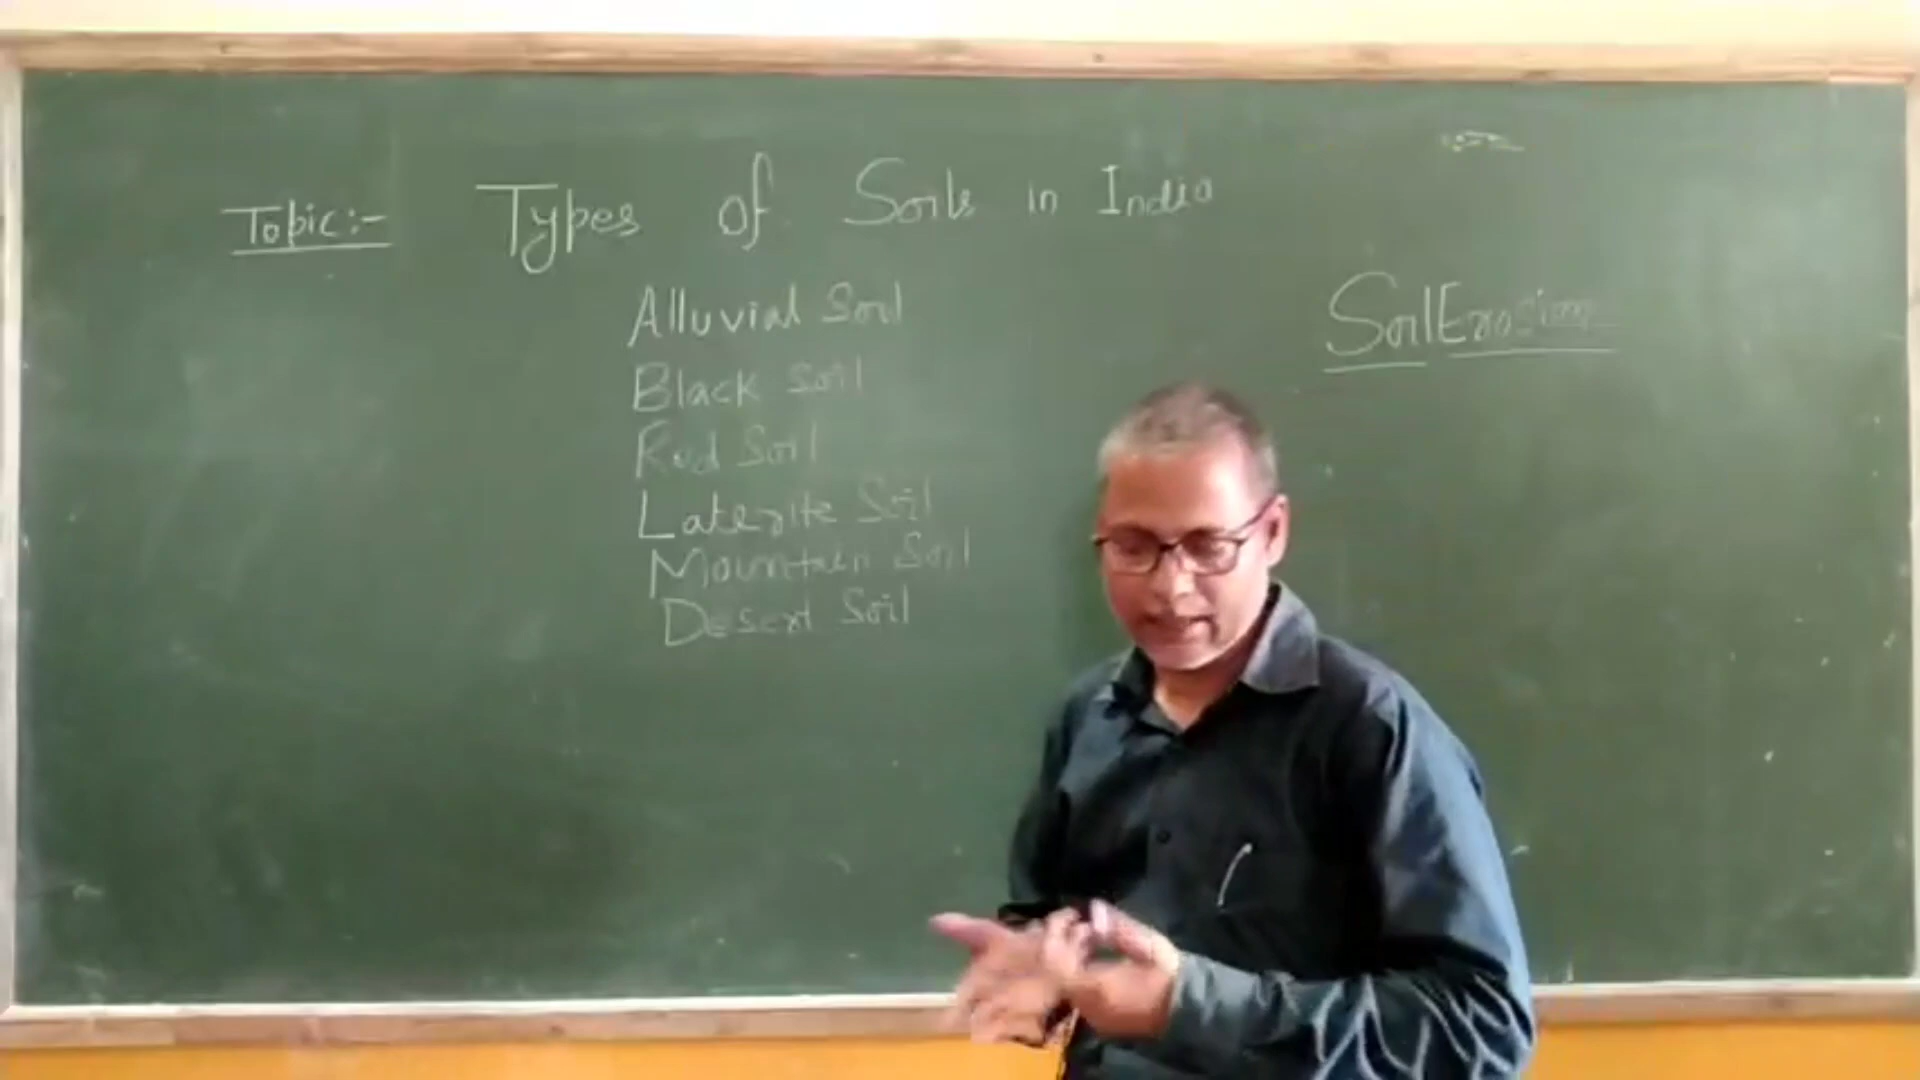 Topic:- Types of Soils in India
Alluvial Soil
Black Soil
Red Soil
Laterite Soil
Mountain Soil
Desert Soil
Soil Erosion